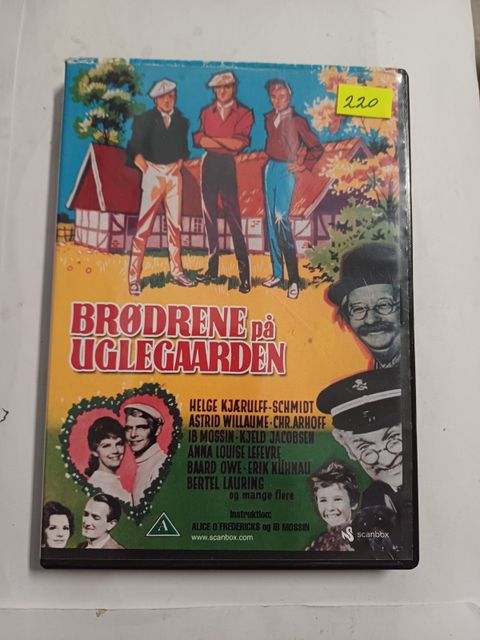 220
BRØDRENE på
UGLEGAARDEN
HELGE KJÆRULFF-SCHMIDT
ASTRID WILLAUME · CHR. ARHOFF
IB MOSSIN · KJELD JACOBSEN
ANNA LOUISE LEFEVRE
BAARD OWE · ERIK KÜHNAU
BERTEL LAURING
og mange flere
Instruktion:
ALICE O'FREDERICKS og IB MOSSIN
www.scanbox.com
A
scanbox